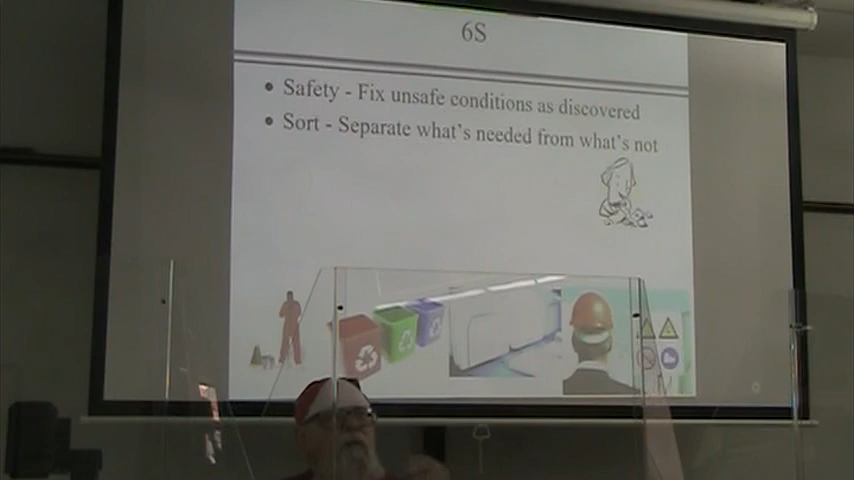 6S
• Safety - Fix unsafe conditions as discovered
• Sort - Separate what's needed from what's not